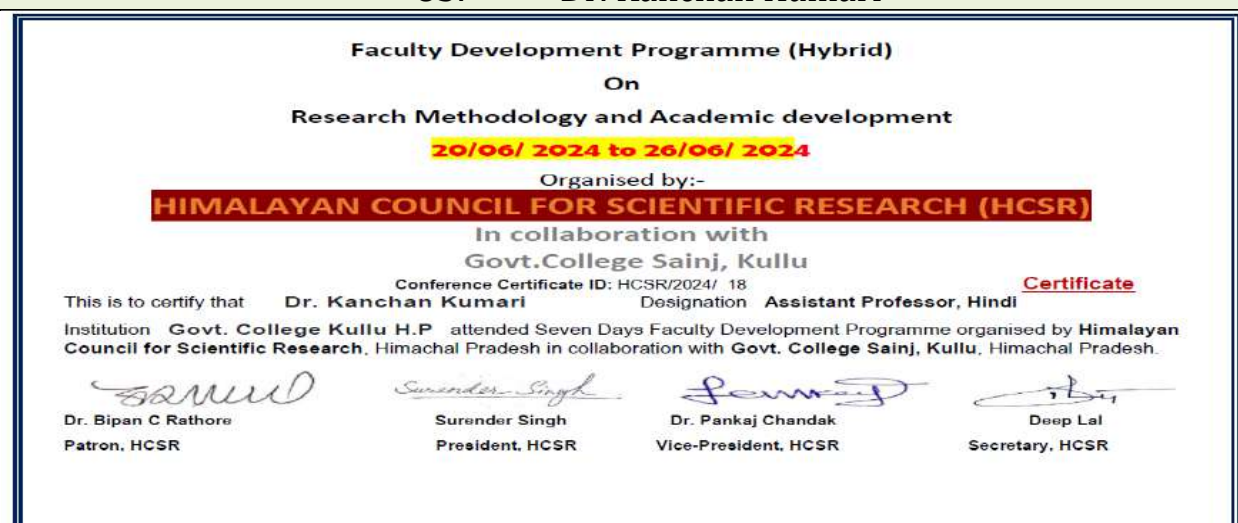 Dr. Kanchan Kumari
Faculty Development Programme (Hybrid)
On
Research Methodology and Academic development
20/06/ 2024 to 26/06/ 2024
Organised by:-
HIMALAYAN COUNCIL FOR SCIENTIFIC RESEARCH (HCSR)
In collaboration with
Govt.College Sainj, Kullu
Conference Certificate ID: HCSR/2024/ 18 Certificate
This is to certify that Dr. Kanchan Kumari Designation Assistant Professor, Hindi
Institution Govt. College Kullu H.P attended Seven Days Faculty Development Programme organised by Himalayan
Council for Scientific Research, Himachal Pradesh in collaboration with Govt. College Sainj, Kullu, Himachal Pradesh.
Surender Singh
Dr. Bipan C Rathore Surender Singh Dr. Pankaj Chandak Deep Lal
Patron, HCSR President, HCSR Vice-President, HCSR Secretary, HCSR